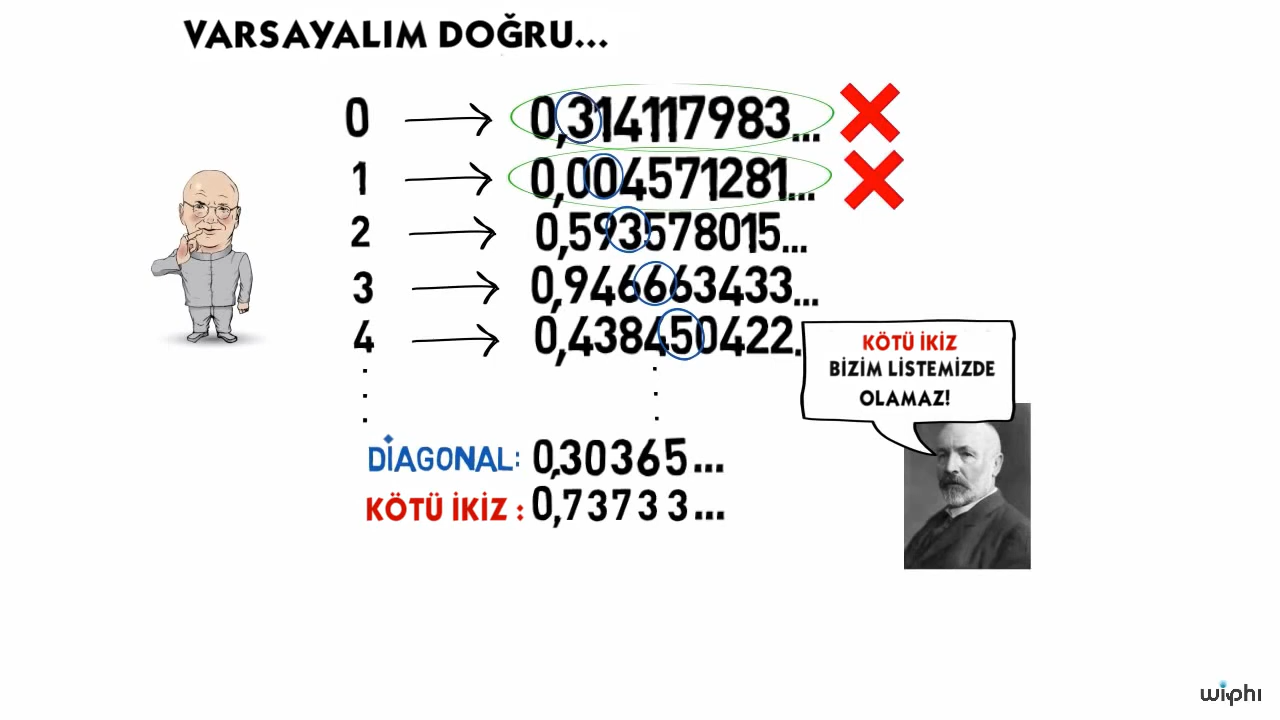 VARSAYALIM DOĞRU...
0 → 0,314117983...
1 → 0,004571281...
2 → 0,593578015...
3 → 0,946663433...
4 → 0,438450422.
KÖTÜ İKİZ
BİZİM LİSTEMİZDE
OLAMAZ!
DİAGONAL: 0,30365...
KÖTÜ İKİZ : 0,73733...
wiphi